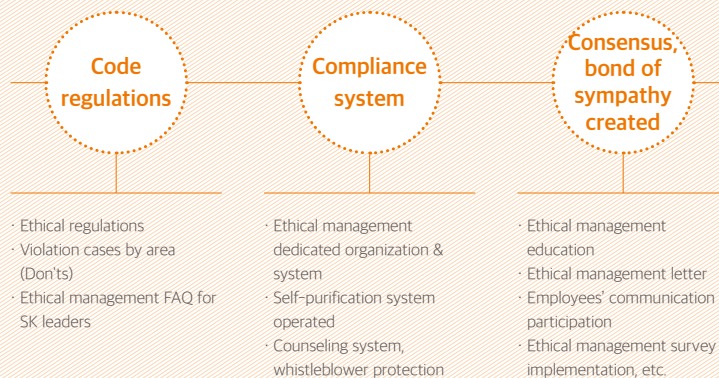 Code
regulations
· Ethical regulations
· Violation cases by area
(Don'ts)
· Ethical management FAQ for
SK leaders
Compliance
system
· Ethical management
dedicated organization &
system
· Self-purification system
operated
· Counseling system,
whistleblower protection
Consensus,
bond of
sympathy
created
· Ethical management
education
· Ethical management letter
· Employees' communication
participation
· Ethical management survey
implementation, etc.